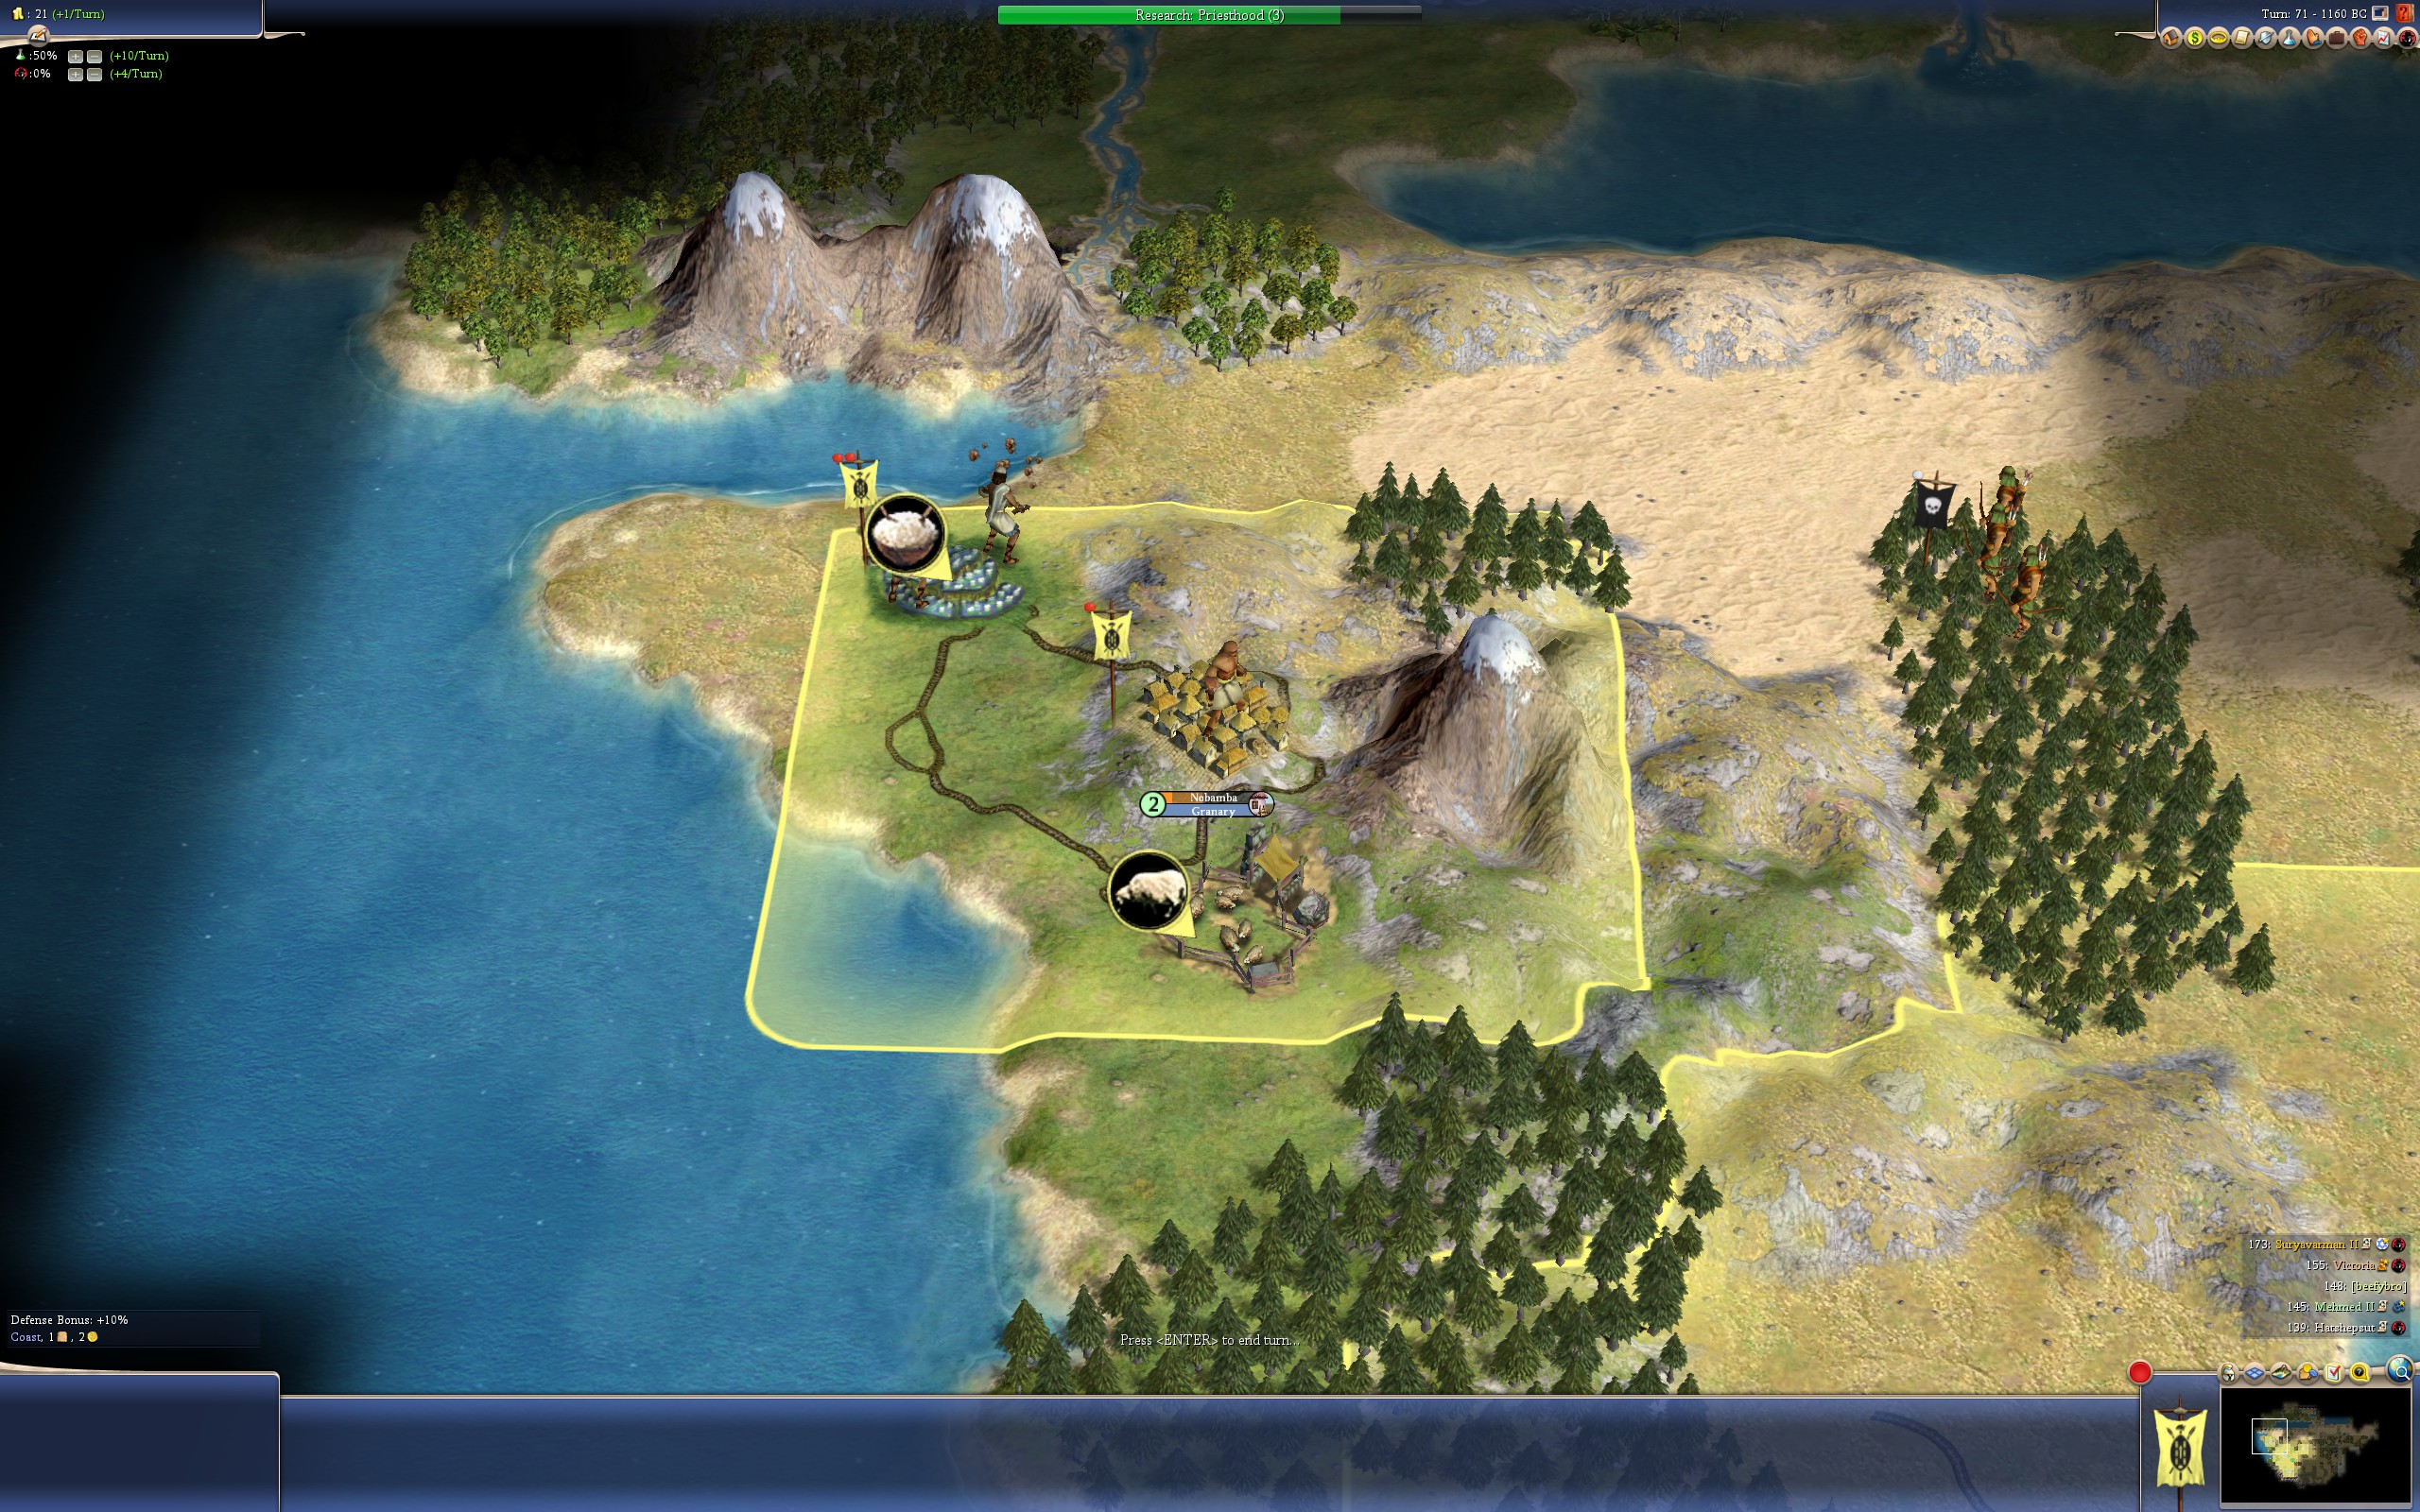 : 21 (+1/Turn)
Research: Priesthood (3)
Turn: 71 - 1160 BC
:50% (+10/Turn)
:0% (+4/Turn)
2 Nobamba
Granary
173: Suryavarman II
155: Victoria
148: [beefybro]
145: Mehmed II
139: Hatshepsut
Defense Bonus: +10%
Coast, 1, 2
Press <ENTER> to end turn...